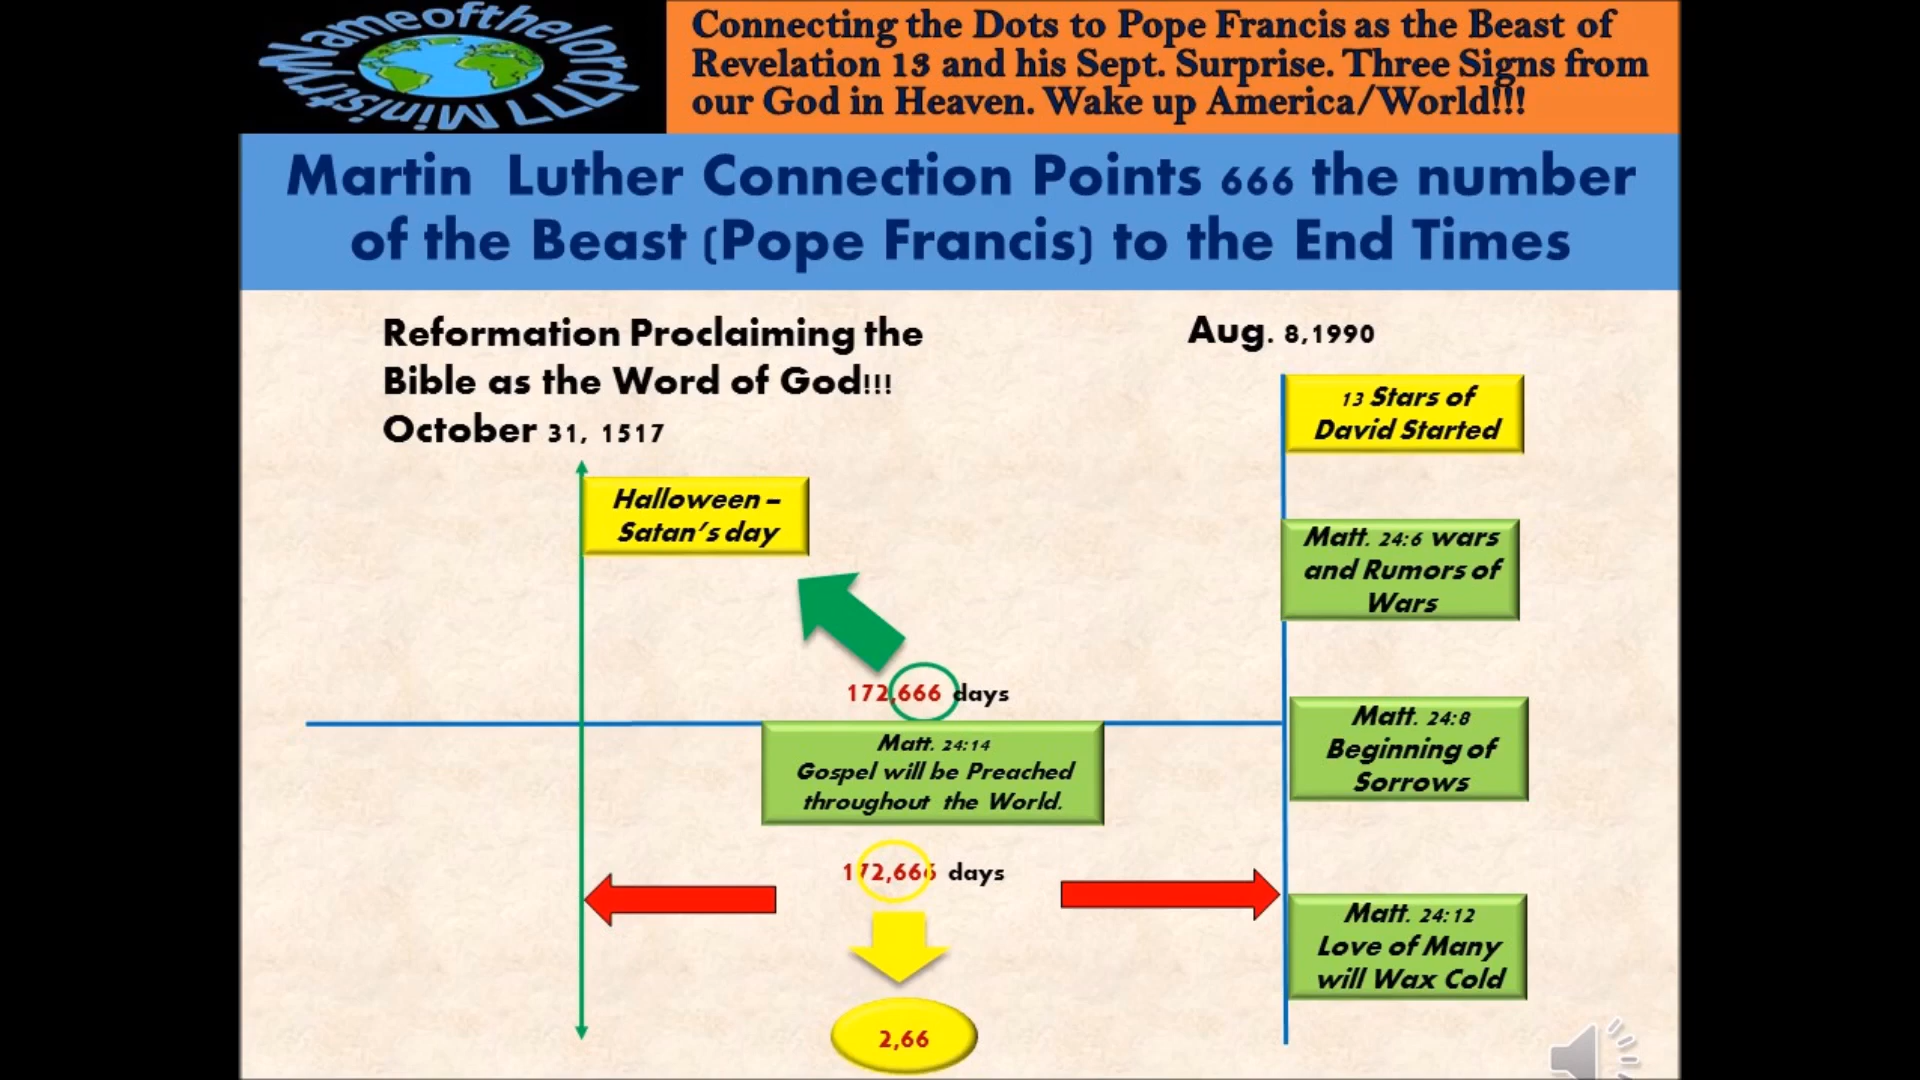 Nameofthelord777 Ministry
Connecting the Dots to Pope Francis as the Beast of
Revelation 13 and his Sept. Surprise. Three Signs from
our God in Heaven. Wake up America/World!!!
Martin Luther Connection Points 666 the number
of the Beast (Pope Francis) to the End Times
Reformation Proclaiming the
Bible as the Word of God!!!
October 31, 1517
Halloween –
Satan's day
172,666 days
Matt. 24:14
Gospel will be Preached
throughout the World.
172,666 days
2,66
Aug. 8,1990
13 Stars of
David Started
Matt. 24:6 wars
and Rumors of
Wars
Matt. 24:8
Beginning of
Sorrows
Matt. 24:12
Love of Many
will Wax Cold